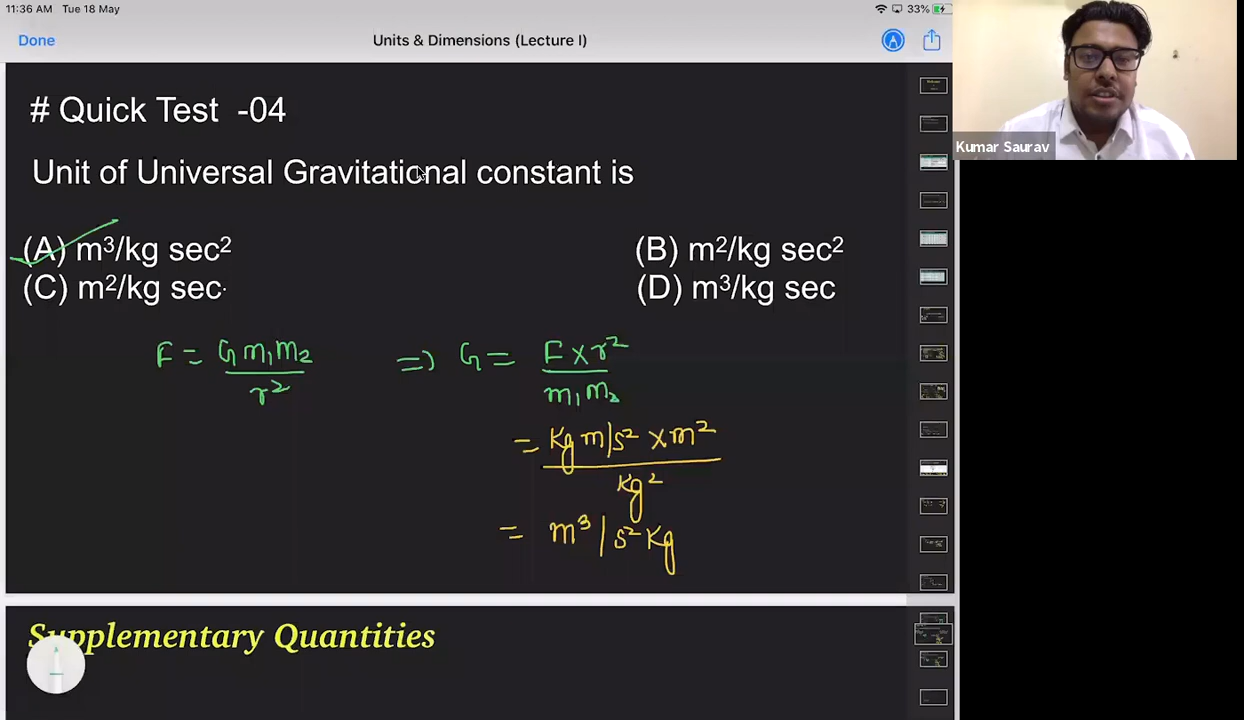 11:36 AM Tue 18 May
33%
Done
Units & Dimensions (Lecture I)
# Quick Test -04
Unit of Universal Gravitational constant is
(A) m³/kg sec²
(B) m²/kg sec²
(C) m²/kg sec
(D) m³/kg sec
F = G m₁m₂ / r² => G = F × r² / m₁m₂
= kg m/s² × m² / kg²
= m³/s² kg
Supplementary Quantities
Kumar Saurav